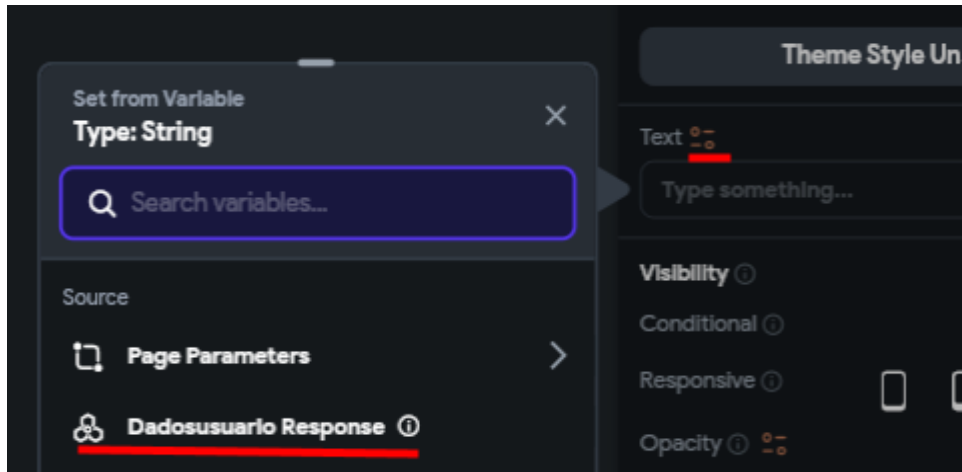 Set from Variable
Type: String
Search variables...
Source
Page Parameters
Dadosusuario Response
Theme Style Un
Text
Type something...
Visibility
Conditional
Responsive
Opacity